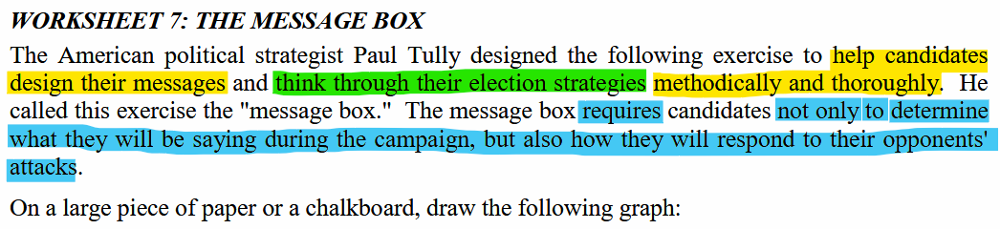 WORKSHEET 7: THE MESSAGE BOX
The American political strategist Paul Tully designed the following exercise to help candidates
design their messages and think through their election strategies methodically and thoroughly. He
called this exercise the "message box." The message box requires candidates not only to determine
what they will be saying during the campaign, but also how they will respond to their opponents'
attacks.
On a large piece of paper or a chalkboard, draw the following graph: